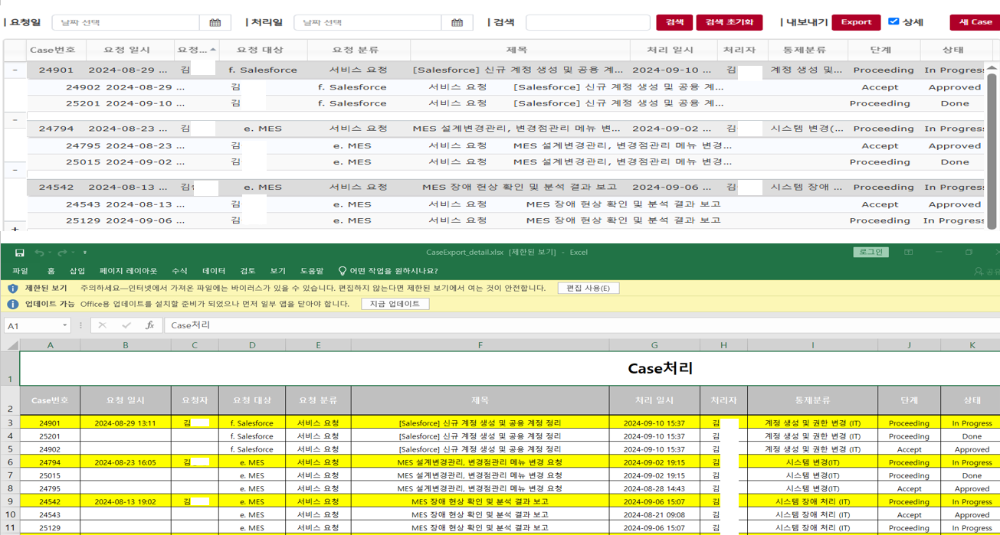 | 요청일 날짜 선택 | 처리일 날짜 선택 | 검색 검색 검색 초기화 | 내보내기 Export 상세 새 Case
Case번호 요청 일시 요청... 요청 대상 요청 분류 제목 처리 일시 처리자 통제분류 단계 상태
- 24901 2024-08-29 ... 김 f. Salesforce 서비스 요청 [Salesforce] 신규 계정 생성 및 공용 계... 2024-09-10 ... 김 계정 생성 및... Proceeding In Progress
24902 2024-08-29 ... 김 f. Salesforce 서비스 요청 [Salesforce] 신규 계정 생성 및 공용 계... Accept Approved
25201 2024-09-10 ... 김 f. Salesforce 서비스 요청 [Salesforce] 신규 계정 생성 및 공용 계... Proceeding Done
-
24794 2024-08-23 ... 김 e. MES 서비스 요청 MES 설계변경관리, 변경점관리 메뉴 변... 2024-09-02 ... 김 시스템 변경(... Proceeding In Progress
24795 2024-08-23 ... 김 e. MES 서비스 요청 MES 설계변경관리, 변경점관리 메뉴 변경... Accept Approved
25015 2024-09-02 ... 김 e. MES 서비스 요청 MES 설계변경관리, 변경점관리 메뉴 변경... Proceeding Done
-
24542 2024-08-13 ... 김 e. MES 서비스 요청 MES 장애 현상 확인 및 분석 결과 보고 2024-09-06 ... 김 시스템 장애 ... Proceeding In Progress
24543 2024-08-13 ... 김 e. MES 서비스 요청 MES 장애 현상 확인 및 분석 결과 보고 Accept Approved
25129 2024-09-06 ... 김 e. MES 서비스 요청 MES 장애 현상 확인 및 분석 결과 보고 Proceeding In Progress
+
CaseExport_detail.xlsx [제한된 보기] - Excel 로그인
파일 홈 삽입 페이지 레이아웃 수식 데이터 검토 보기 도움말 어떤 작업을 원하시나요? 공유
제한된 보기 주의하세요—인터넷에서 가져온 파일에는 바이러스가 있을 수 있습니다. 편집하지 않는다면 제한된 보기에서 여는 것이 안전합니다. 편집 사용(E)
업데이트 가능 Office용 업데이트를 설치할 준비가 되었으나 먼저 일부 앱을 닫아야 합니다. 지금 업데이트
A1 fx Case처리
A B C D E F G H I J K
1 Case처리
2 Case번호 요청 일시 요청자 요청 대상 요청 분류 제목 처리 일시 처리자 통제분류 단계 상태
3 24901 2024-08-29 13:11 김 f. Salesforce 서비스 요청 [Salesforce] 신규 계정 생성 및 공용 계정 정리 2024-09-10 15:37 김 계정 생성 및 권한 변경 (IT) Proceeding In Progress
4 25201 f. Salesforce 서비스 요청 [Salesforce] 신규 계정 생성 및 공용 계정 정리 2024-09-10 15:37 김 계정 생성 및 권한 변경 (IT) Proceeding Done
5 24902 f. Salesforce 서비스 요청 [Salesforce] 신규 계정 생성 및 공용 계정 정리 2024-09-10 15:37 김 계정 생성 및 권한 변경 (IT) Accept Approved
6 24794 2024-08-23 16:05 김 e. MES 서비스 요청 MES 설계변경관리, 변경점관리 메뉴 변경 요청 2024-09-02 19:15 김 시스템 변경(IT) Proceeding In Progress
7 25015 e. MES 서비스 요청 MES 설계변경관리, 변경점관리 메뉴 변경 요청 2024-09-02 19:15 김 시스템 변경(IT) Proceeding Done
8 24795 e. MES 서비스 요청 MES 설계변경관리, 변경점관리 메뉴 변경 요청 2024-08-28 14:43 김 시스템 변경(IT) Accept Approved
9 24542 2024-08-13 19:02 김 e. MES 서비스 요청 MES 장애 현상 확인 및 분석 결과 보고 2024-09-06 15:07 김 시스템 장애 처리 (IT) Proceeding In Progress
10 24543 e. MES 서비스 요청 MES 장애 현상 확인 및 분석 결과 보고 2024-08-21 09:08 김 시스템 장애 처리 (IT) Accept Approved
11 25129 e. MES 서비스 요청 MES 장애 현상 확인 및 분석 결과 보고 2024-09-06 15:07 김 시스템 장애 처리 (IT) Proceeding In Progress